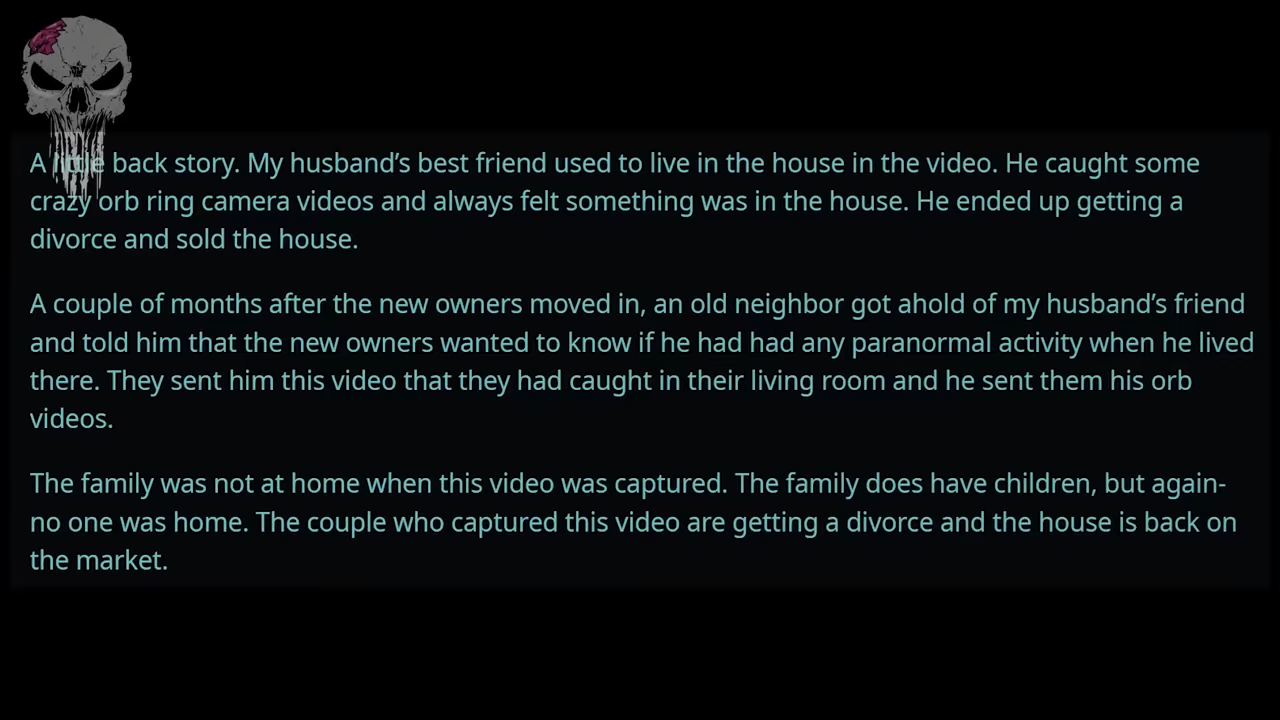 A little back story. My husband’s best friend used to live in the house in the video. He caught some
crazy orb ring camera videos and always felt something was in the house. He ended up getting a
divorce and sold the house.
A couple of months after the new owners moved in, an old neighbor got ahold of my husband’s friend
and told him that the new owners wanted to know if he had had any paranormal activity when he lived
there. They sent him this video that they had caught in their living room and he sent them his orb
videos.
The family was not at home when this video was captured. The family does have children, but again-
no one was home. The couple who captured this video are getting a divorce and the house is back on
the market.